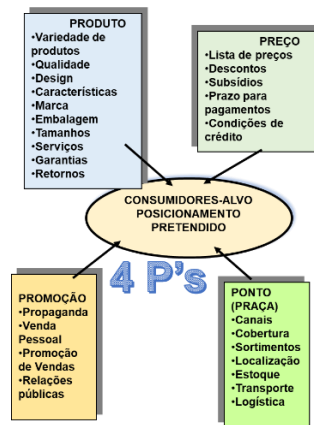 PRODUTO
•Variedade de
produtos
•Qualidade
•Design
•Características
•Marca
•Embalagem
•Tamanhos
•Serviços
•Garantias
•Retornos
PREÇO
•Lista de preços
•Descontos
•Subsídios
•Prazo para
pagamentos
•Condições de
crédito
CONSUMIDORES-ALVO
POSICIONAMENTO
PRETENDIDO
4 P's
PROMOÇÃO
•Propaganda
•Venda
Pessoal
•Promoção
de Vendas
•Relações
públicas
PONTO
(PRAÇA)
•Canais
•Cobertura
•Sortimentos
•Localização
•Estoque
•Transporte
•Logística